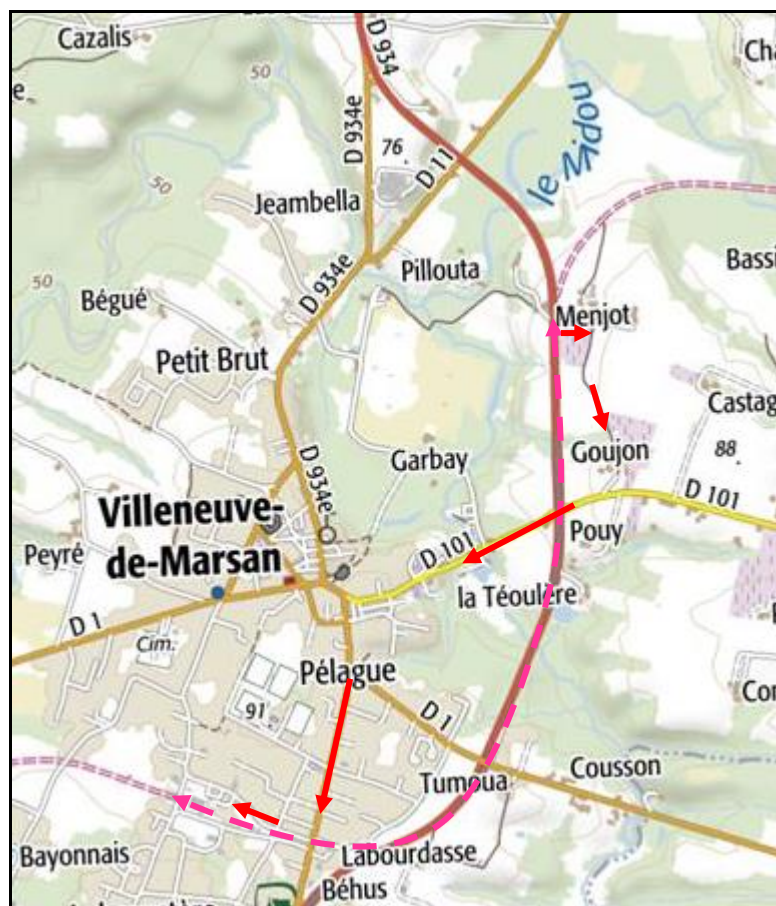 Cazalis
50
D 934
D 934e
76
D 11
le Midou
50
Jeambella
Pillouta
D 934e
50
Bégué
Menjot
Bassi
Petit Brut
Castag
Goujon
88
Garbay
D 934e
D 101
Villeneuve-
de-Marsan
Peyré
D 101
Pouy
la Téoulère
D 1
Cim.
Pélague
91
D 1
Cor
Cousson
Tumoua
Bayonnais
Labourdasse
Béhus